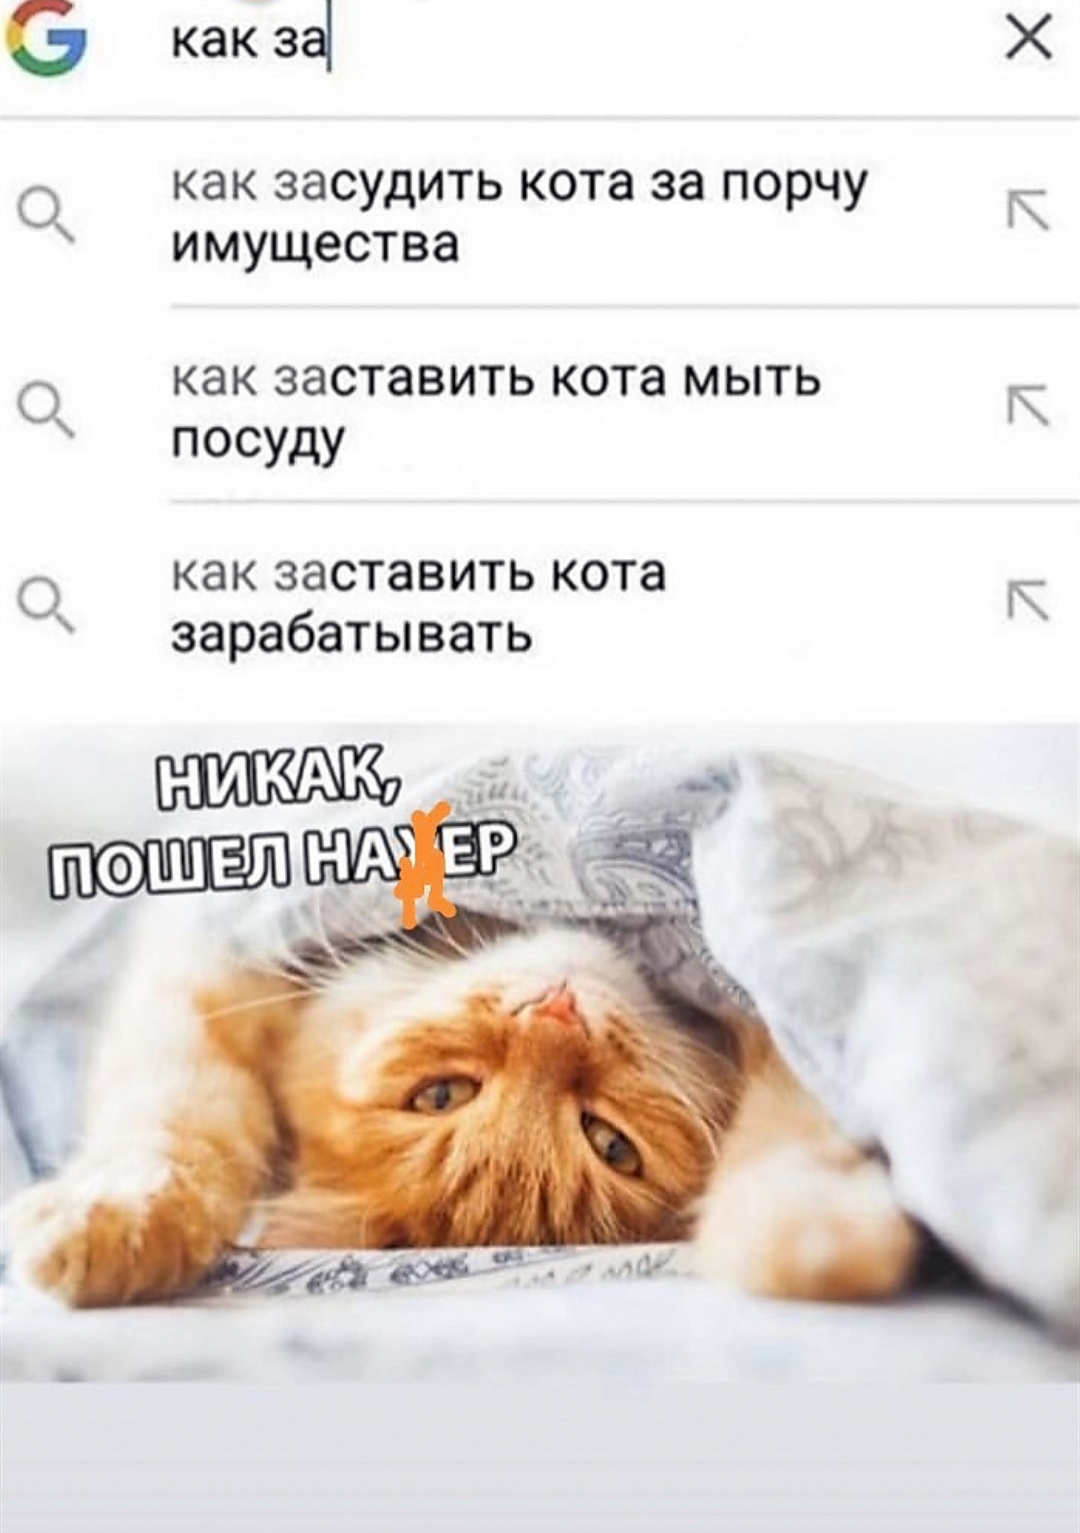 как за
как засудить кота за порчу
имущества
как заставить кота мыть
посуду
как заставить кота
зарабатывать
НИКАК,
ПОШЕЛ НАХЕР